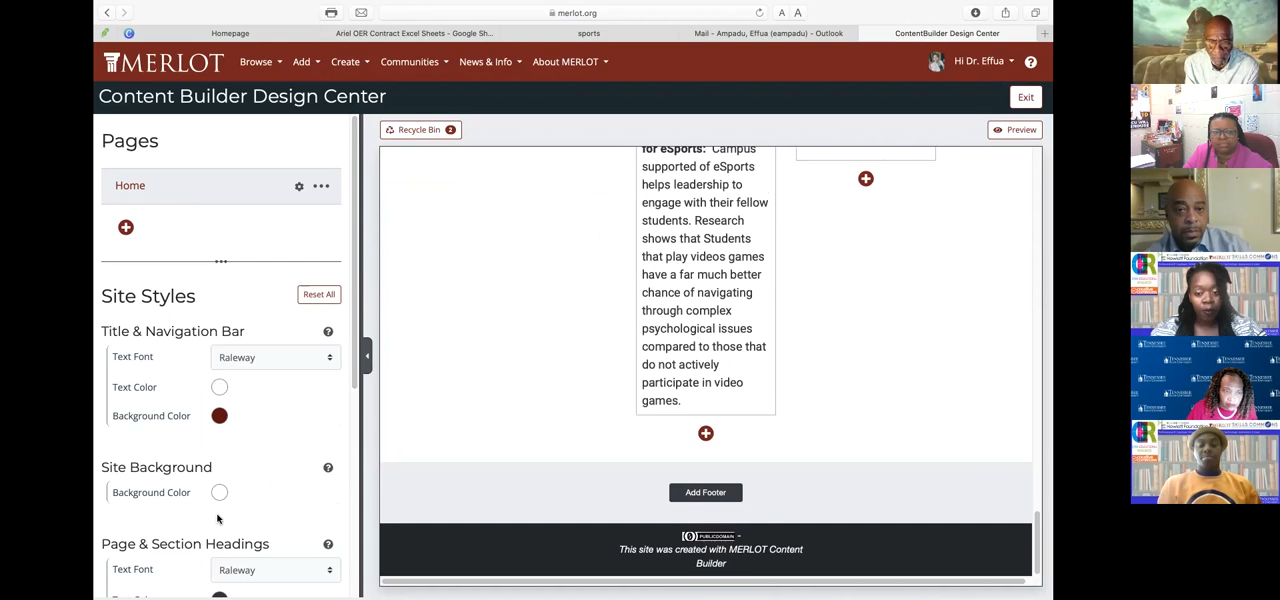 merlot.org
A A
Homepage
Ariel OER Contract Excel Sheets - Google Sh...
sports
Mail - Ampadu, Effua (eampadu) - Outlook
ContentBuilder Design Center
MERLOT
Browse
Add
Create
Communities
News & Info
About MERLOT
Hi Dr. Effua
?
Content Builder Design Center
Exit
Pages
Recycle Bin 2
Preview
Home
Site Styles
Reset All
Title & Navigation Bar
Text Font
Raleway
Text Color
Background Color
Site Background
Background Color
Page & Section Headings
Text Font
Raleway
for eSports: Campus
supported of eSports
helps leadership to
engage with their fellow
students. Research
shows that Students
that play videos games
have a far much better
chance of navigating
through complex
psychological issues
compared to those that
do not actively
participate in video
games.
Add Footer
PUBLIC DOMAIN
This site was created with MERLOT Content
Builder